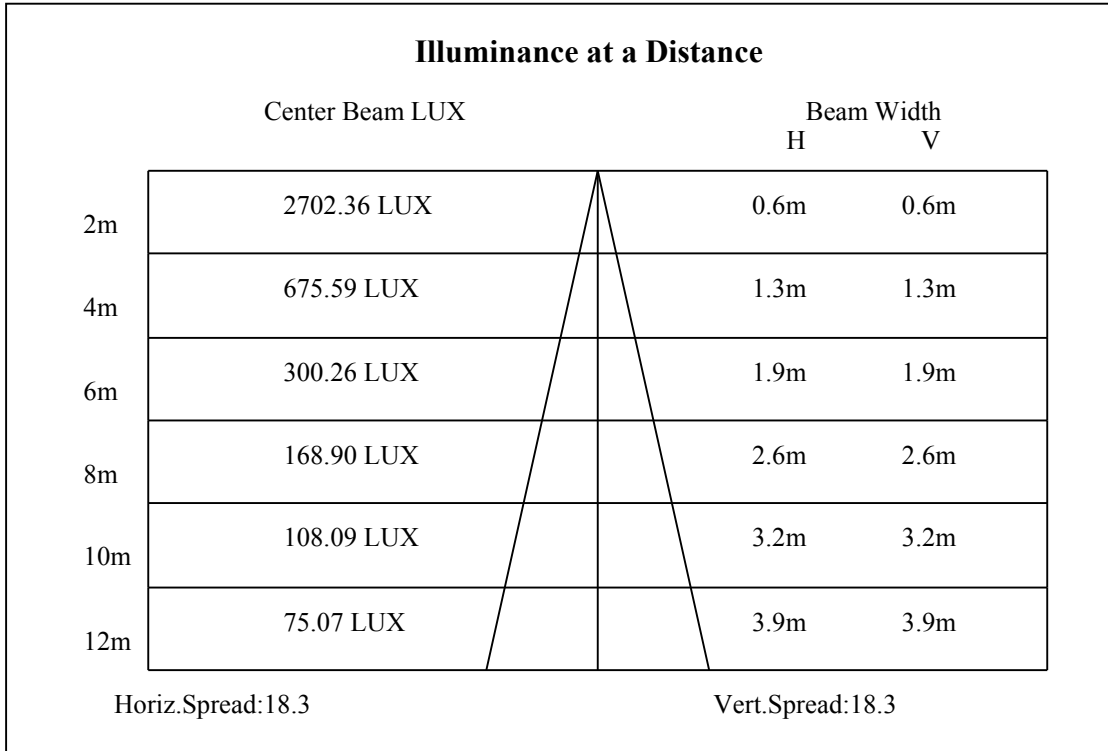 Illuminance at a Distance
Center Beam LUX Beam Width
H V
2m 2702.36 LUX 0.6m 0.6m
4m 675.59 LUX 1.3m 1.3m
6m 300.26 LUX 1.9m 1.9m
8m 168.90 LUX 2.6m 2.6m
10m 108.09 LUX 3.2m 3.2m
12m 75.07 LUX 3.9m 3.9m
Horiz.Spread:18.3 Vert.Spread:18.3